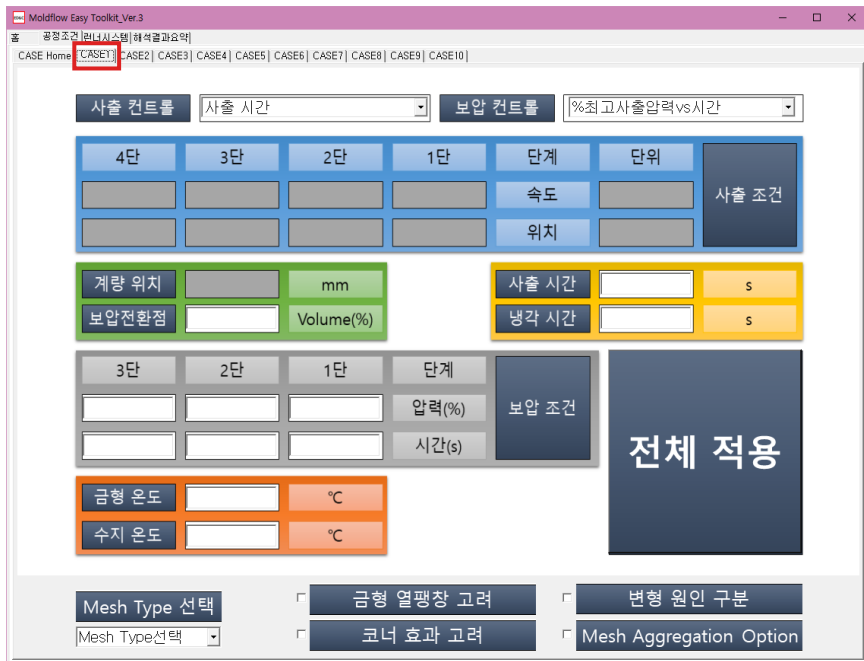 Moldflow Easy Toolkit_Ver.3
홈 공정조건 런너시스템 해석결과요약
CASE Home CASE1 CASE2 CASE3 CASE4 CASE5 CASE6 CASE7 CASE8 CASE9 CASE10
사출 컨트롤 사출 시간 보압 컨트롤 %최고사출압력vs시간
4단 3단 2단 1단 단계 단위
속도
사출 조건
위치
계량 위치 mm
보압전환점 Volume(%)
사출 시간 s
냉각 시간 s
3단 2단 1단 단계
압력(%)
시간(s)
보압 조건
전체 적용
금형 온도 ℃
수지 온도 ℃
Mesh Type 선택
Mesh Type선택
금형 열팽창 고려
변형 원인 구분
코너 효과 고려
Mesh Aggregation Option